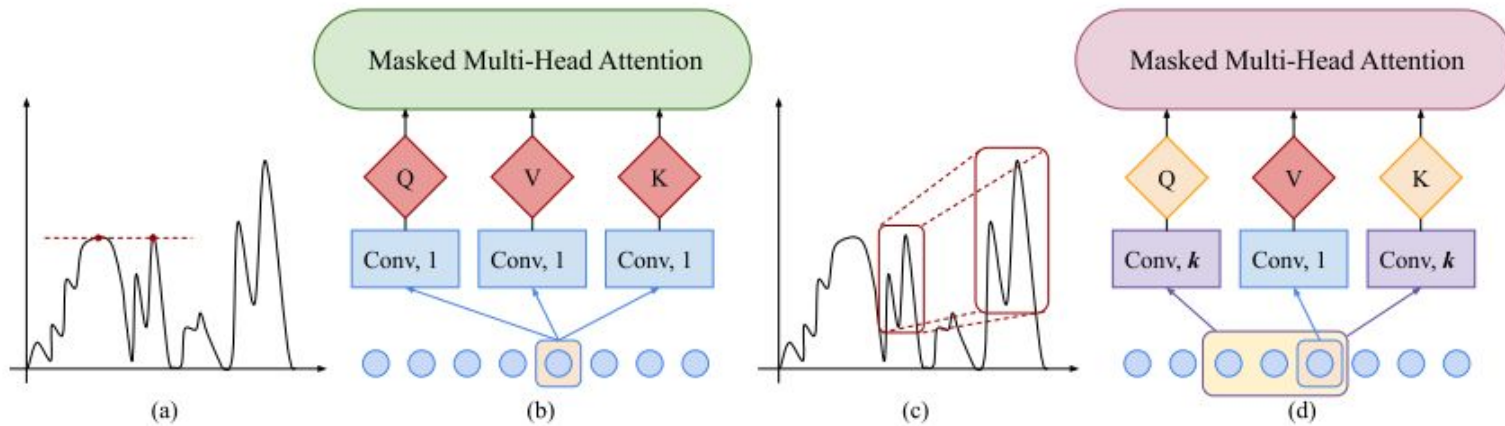 Masked Multi-Head Attention
Masked Multi-Head Attention
Q
V
K
Q
V
K
Conv, 1
Conv, 1
Conv, 1
Conv, k
Conv, 1
Conv, k
(a)
(b)
(c)
(d)